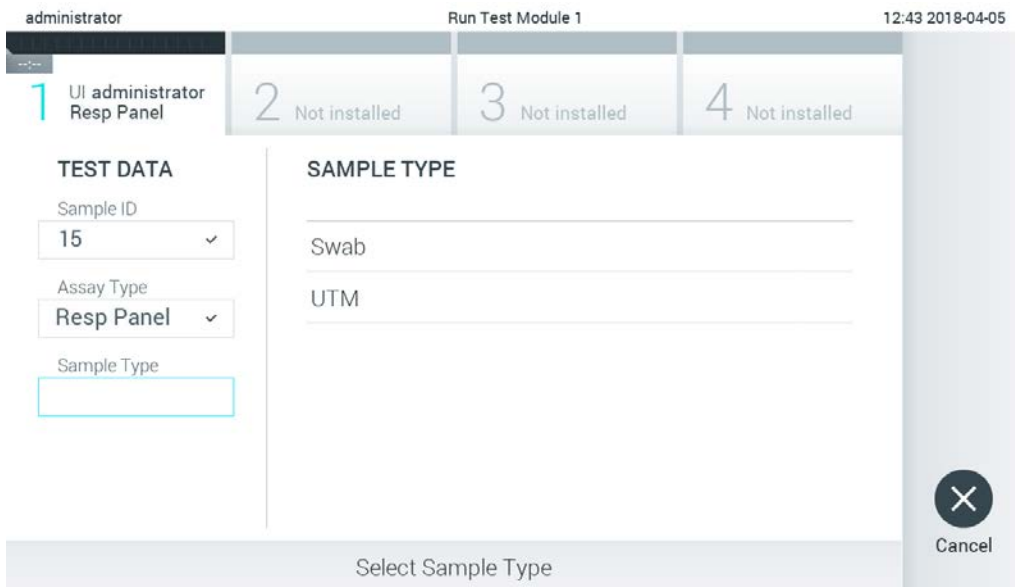 administrator Run Test Module 1 12:43 2018-04-05
--:--
1 UI administrator
Resp Panel
2 Not installed
3 Not installed
4 Not installed
TEST DATA
Sample ID
15
Assay Type
Resp Panel
Sample Type
SAMPLE TYPE
Swab
UTM
Cancel
Select Sample Type